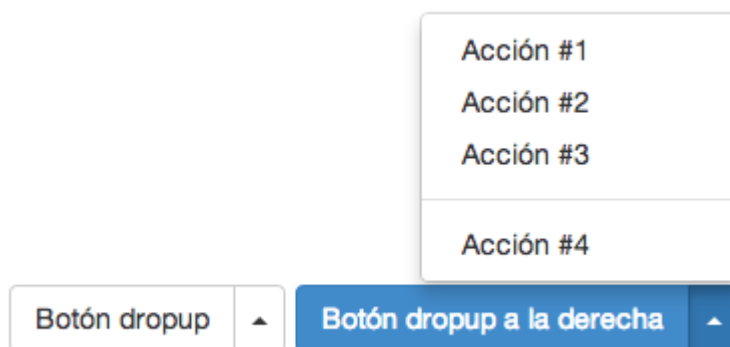 Acción #1
Acción #2
Acción #3
Acción #4
Botón dropup
Botón dropup a la derecha